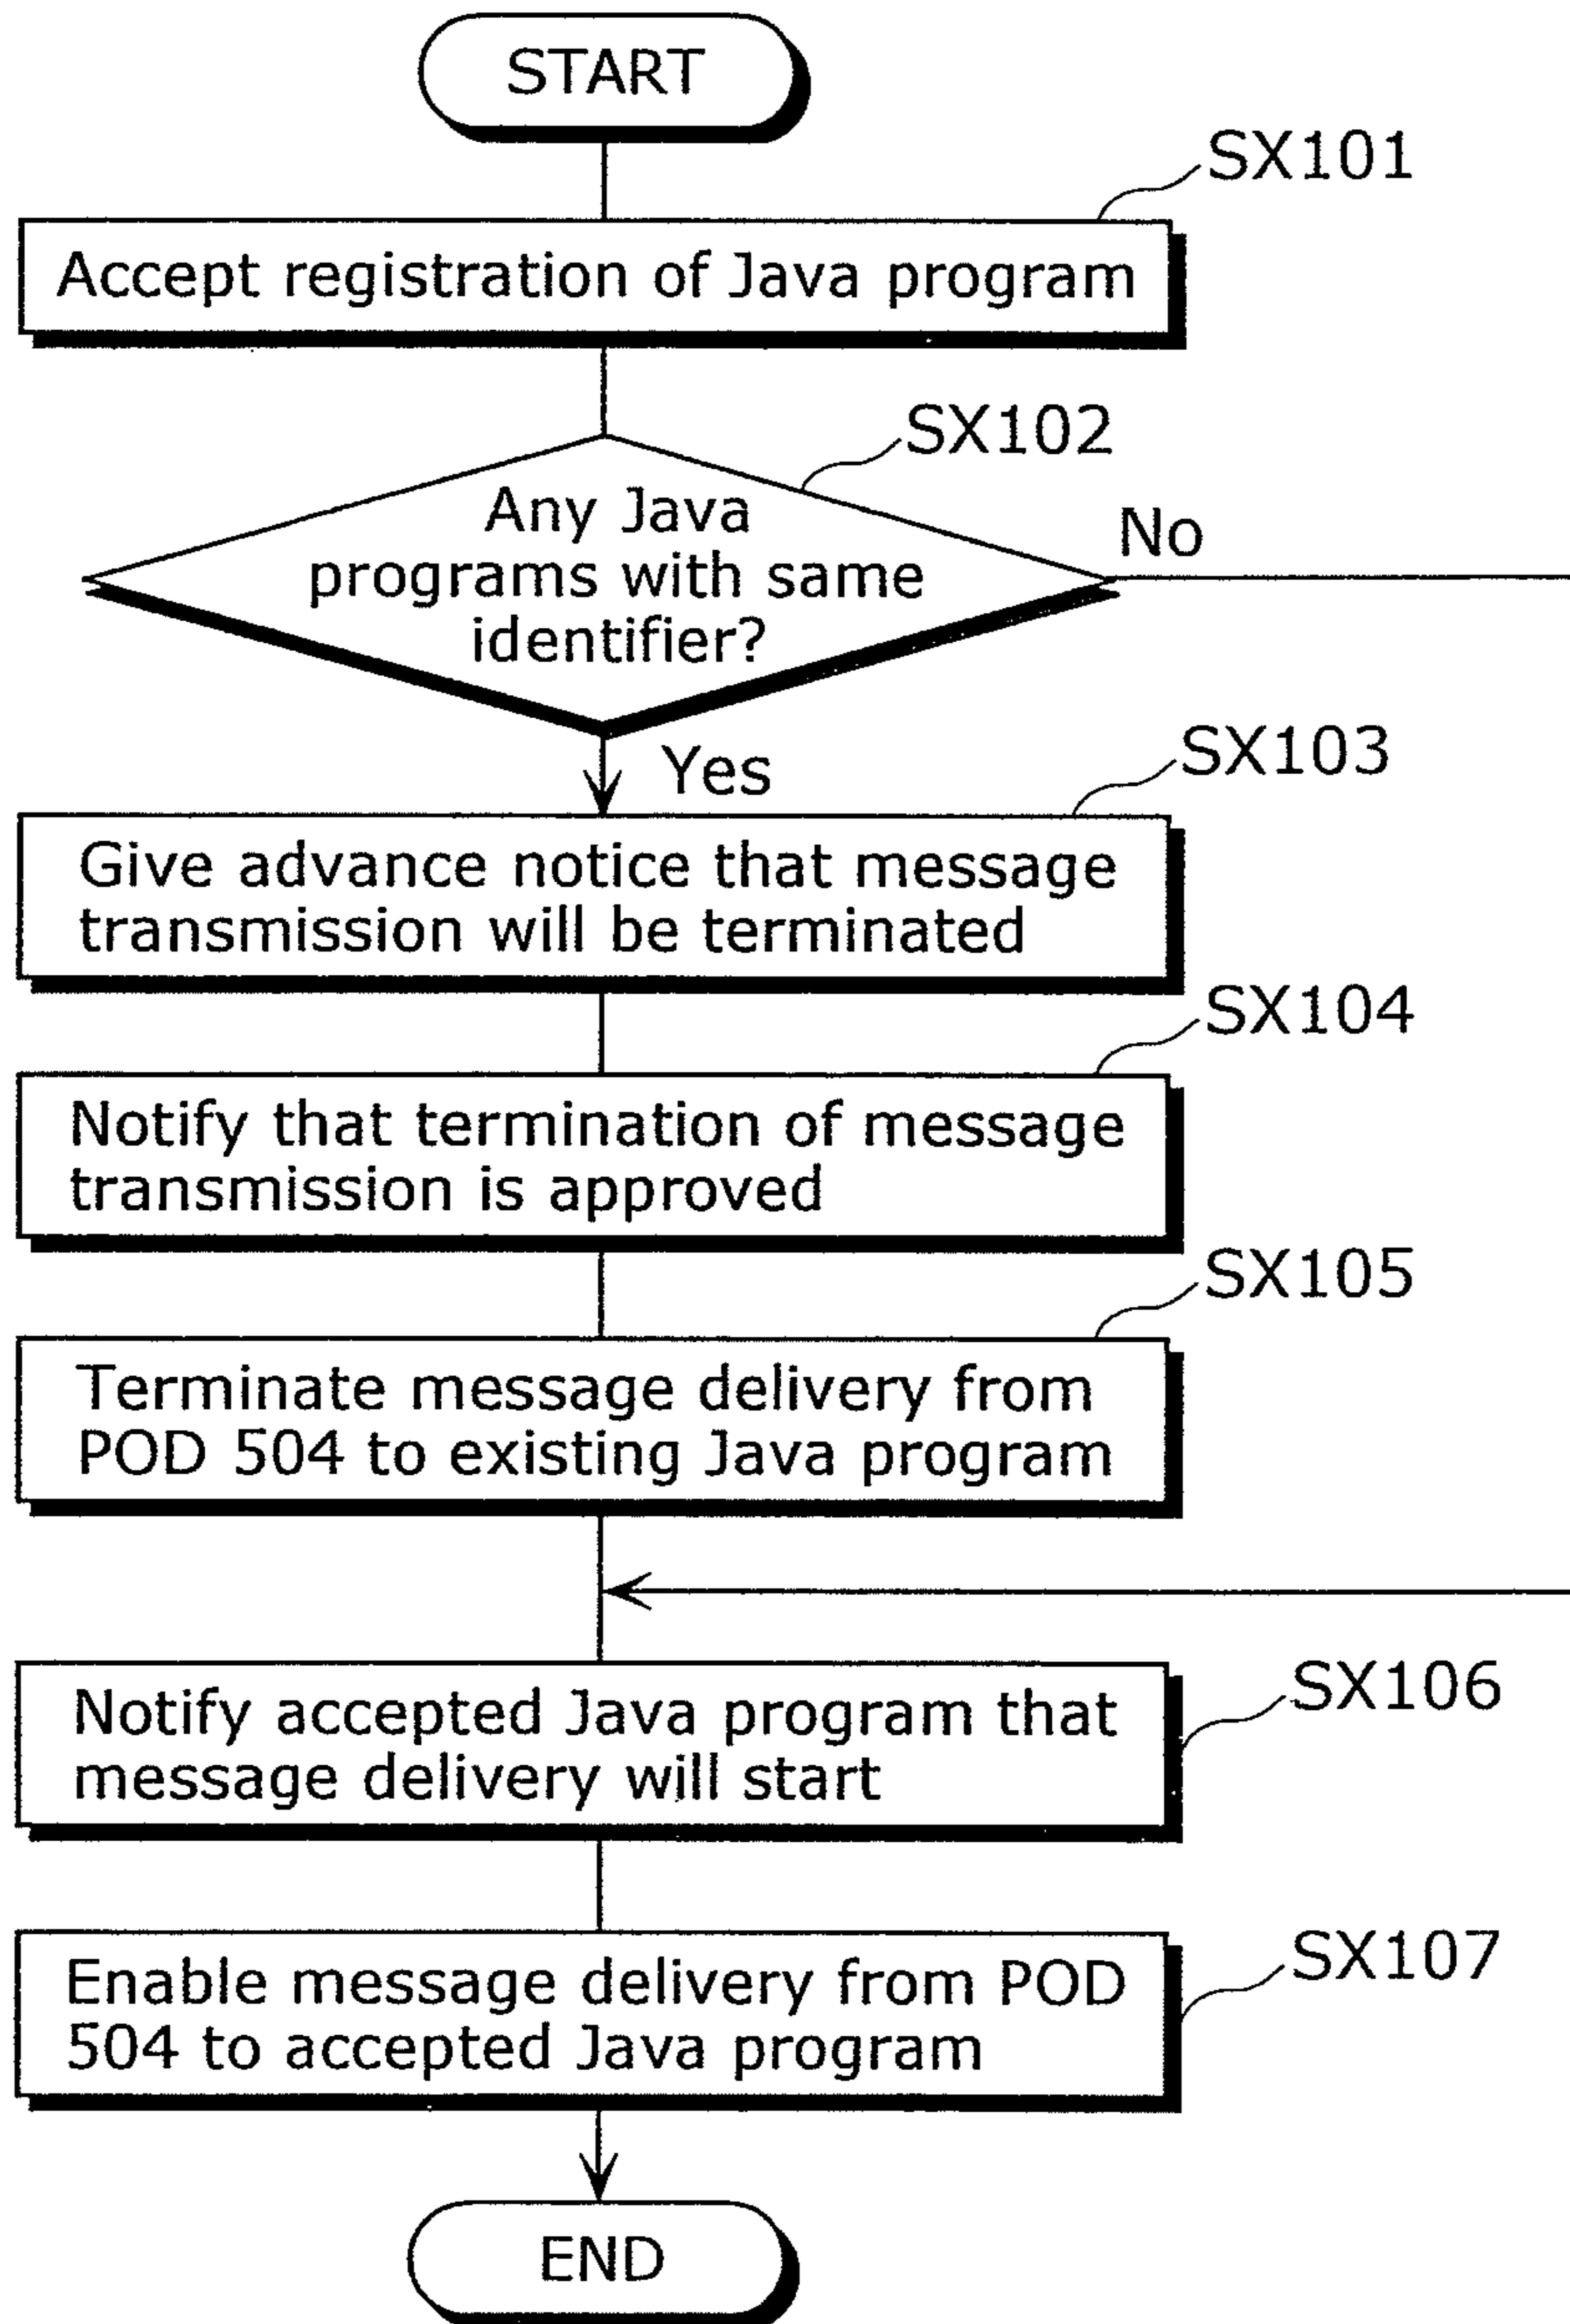 START
SX101
Accept registration of Java program
SX102
Any Java
programs with same
identifier?
No
Yes
SX103
Give advance notice that message
transmission will be terminated
SX104
Notify that termination of message
transmission is approved
SX105
Terminate message delivery from
POD 504 to existing Java program
SX106
Notify accepted Java program that
message delivery will start
SX107
Enable message delivery from POD
504 to accepted Java program
END